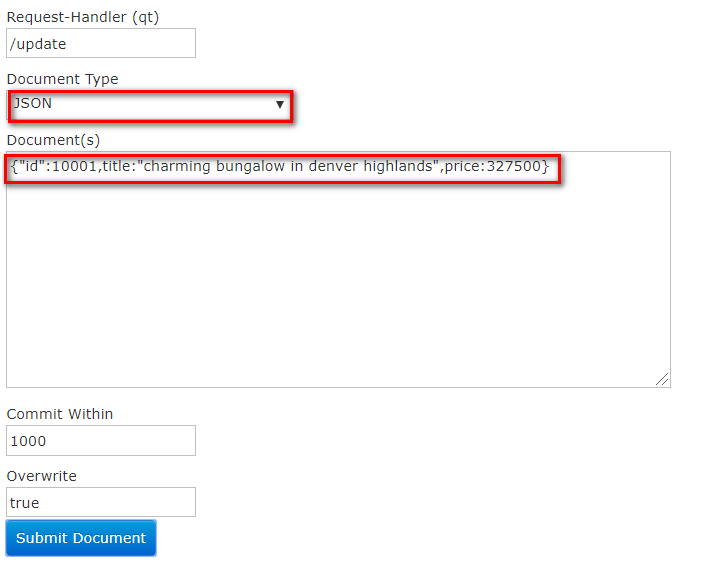 Request-Handler (qt)
/update
Document Type
JSON
Document(s)
{"id":10001,title:"charming bungalow in denver highlands",price:327500}
Commit Within
1000
Overwrite
true
Submit Document